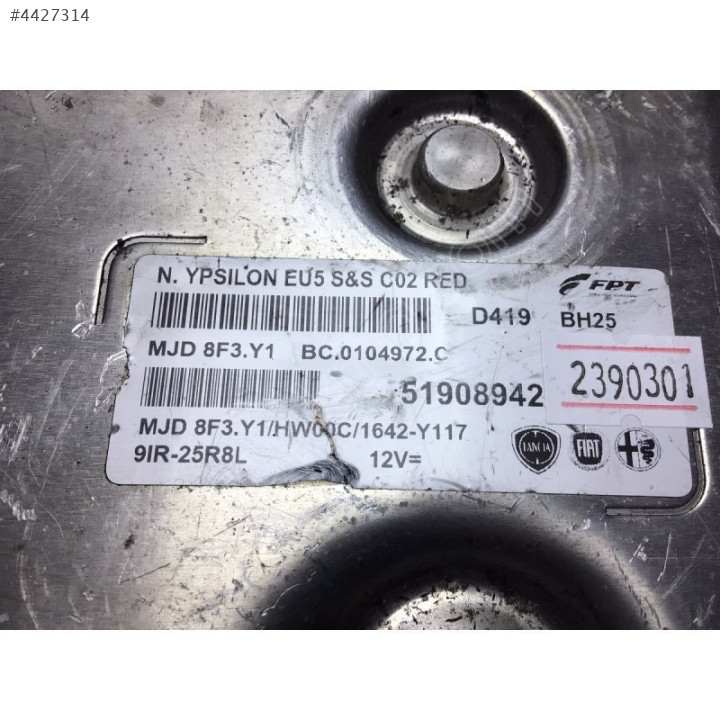 #4427314
N. YPSILON EU5 S&S C02 RED
FPT
D419 BH25
MJD 8F3.Y1 BC.0104972.C
51908942
2390301
MJD 8F3.Y1/HW00C/1642-Y117
9IR-25R8L 12V=
LANCIA FIAT